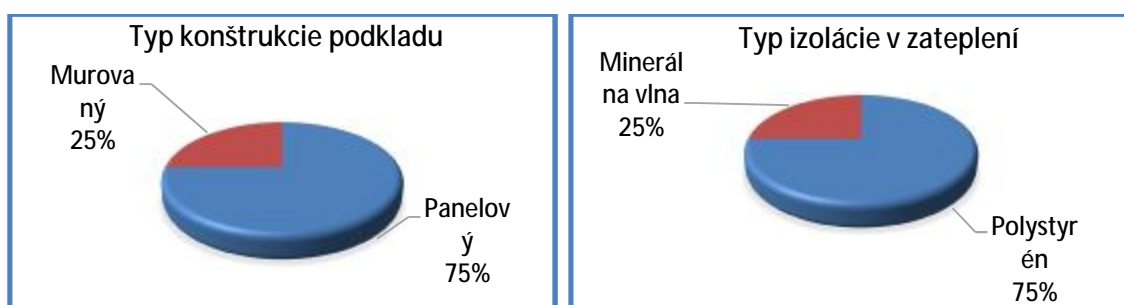 Typ konštrukcie podkladu
Murova
ný
25%
Panelov
ý
75%
Typ izolácie v zateplení
Minerál
na vlna
25%
Polystyr
én
75%